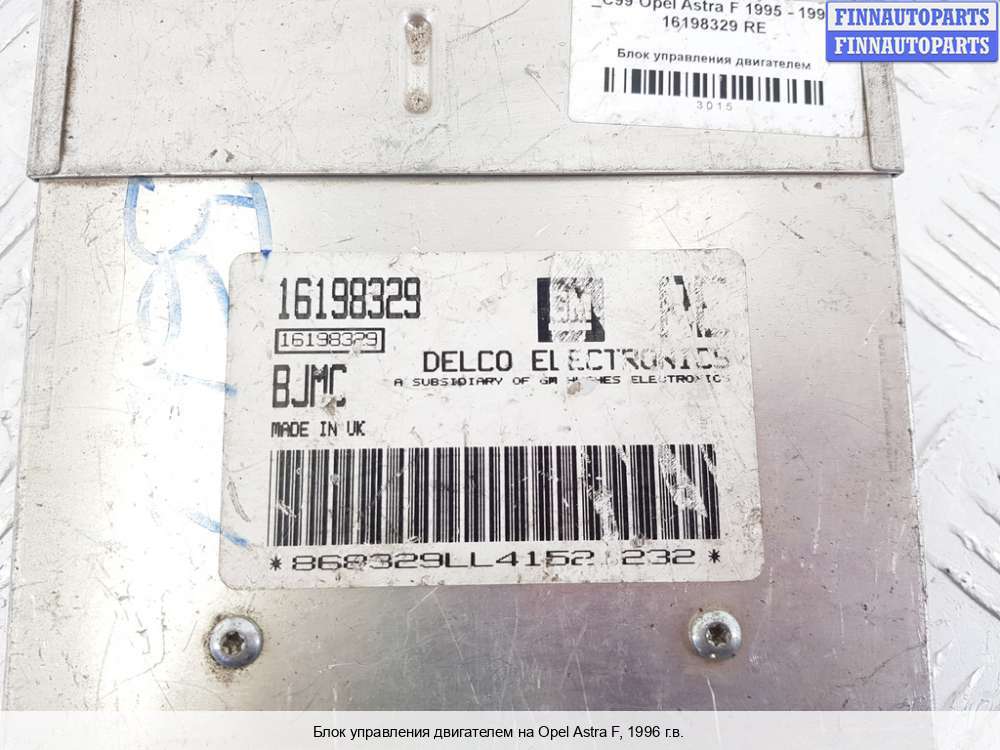 _C99 Opel Astra F 1995 - 199
16198329 RE
Блок управления двигателем
3015
FINNAUTOPARTS
FINNAUTOPARTS
16198329
GM
16198329
DELCO ELECTRONICS
BJMC
A SUBSIDIARY OF GM HUGHES ELECTRONICS
MADE IN UK
Блок управления двигателем на Opel Astra F, 1996 г.в.